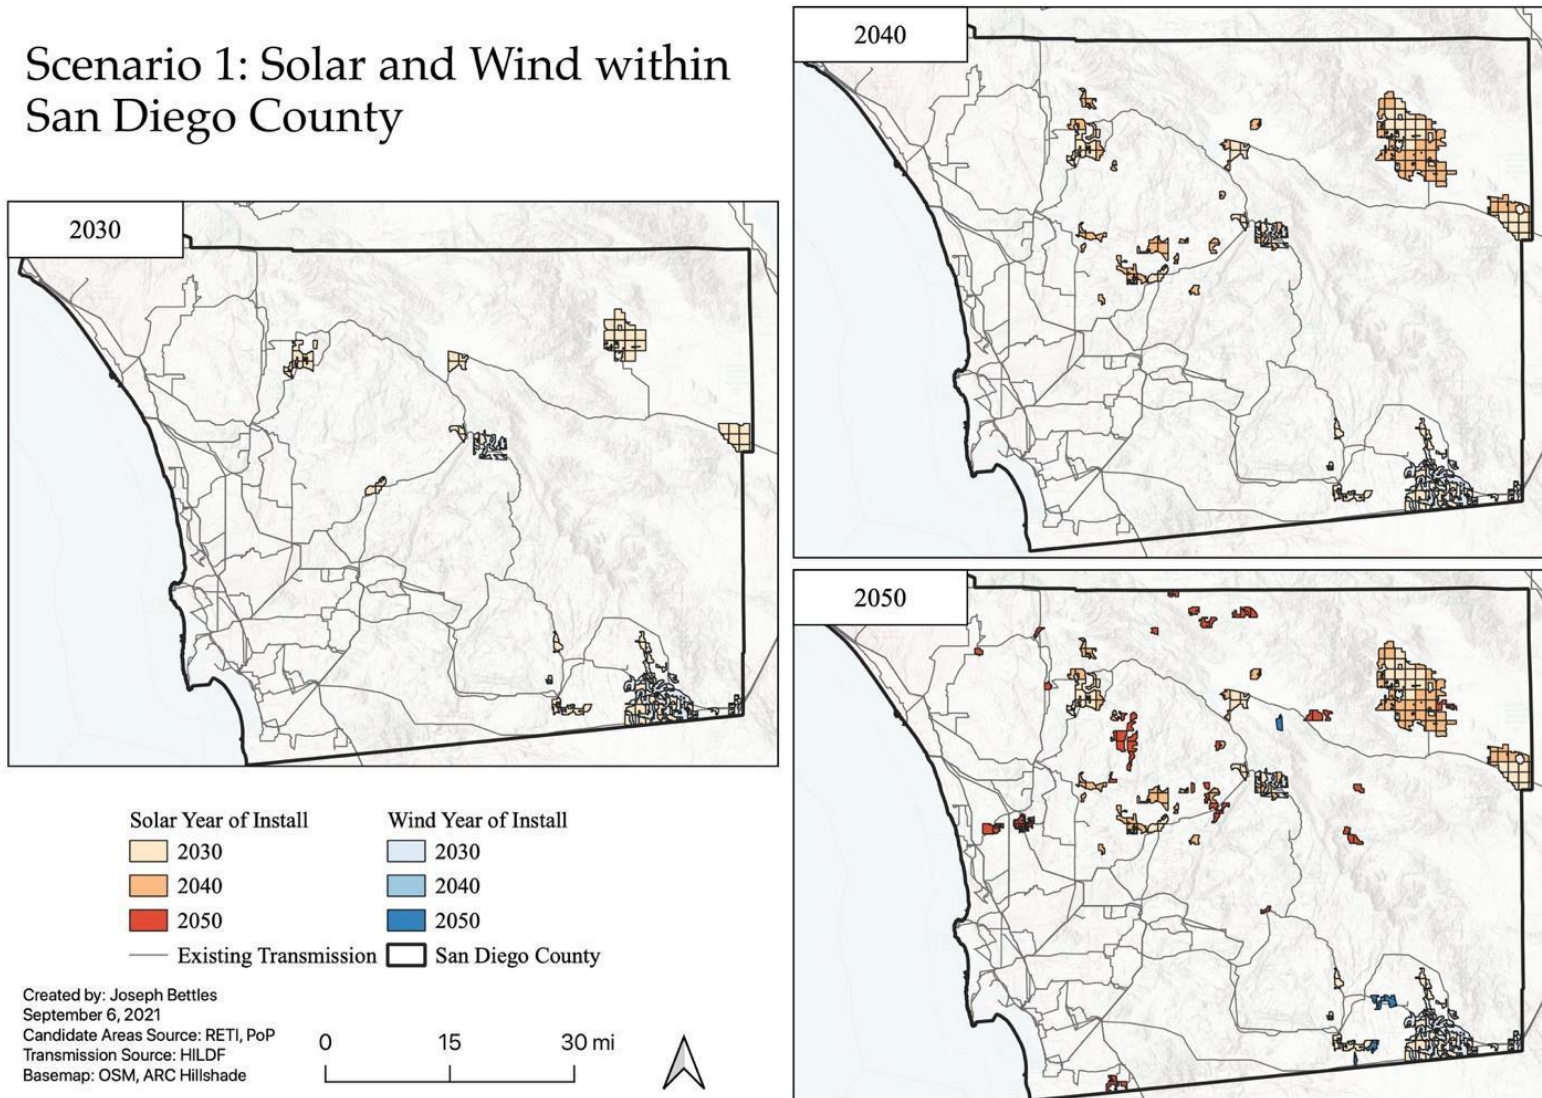 Scenario 1: Solar and Wind within
San Diego County
2030
2040
2050
Solar Year of Install
2030
2040
2050
Existing Transmission
Wind Year of Install
2030
2040
2050
San Diego County
Created by: Joseph Bettles
September 6, 2021
Candidate Areas Source: RETI, PoP
Transmission Source: HILDF
Basemap: OSM, ARC Hillshade
0 15 30 mi